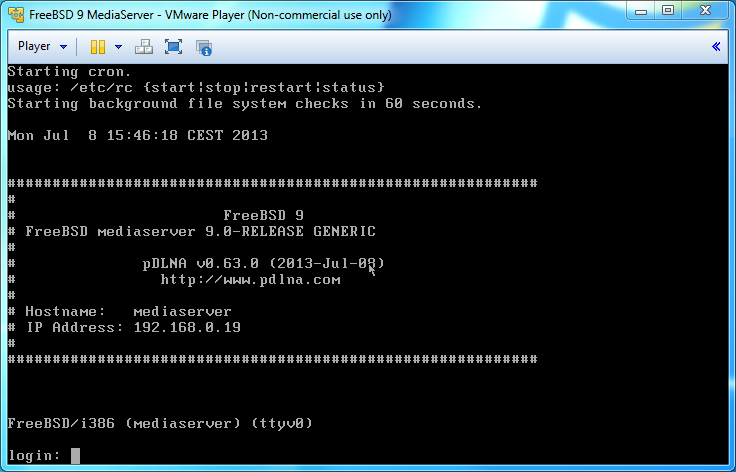 FreeBSD 9 MediaServer - VMware Player (Non-commercial use only)
Player
Starting cron.
usage: /etc/rc {start|stop|restart|status}
Starting background file system checks in 60 seconds.
Mon Jul  8 15:46:18 CEST 2013
###########################################################
#
#                       FreeBSD 9
# FreeBSD mediaserver 9.0-RELEASE GENERIC
#
#              pDLNA v0.63.0 (2013-Jul-08)
#                http://www.pdlna.com
#
# Hostname:   mediaserver
# IP Address: 192.168.0.19
#
###########################################################
FreeBSD/i386 (mediaserver) (ttyv0)
login: